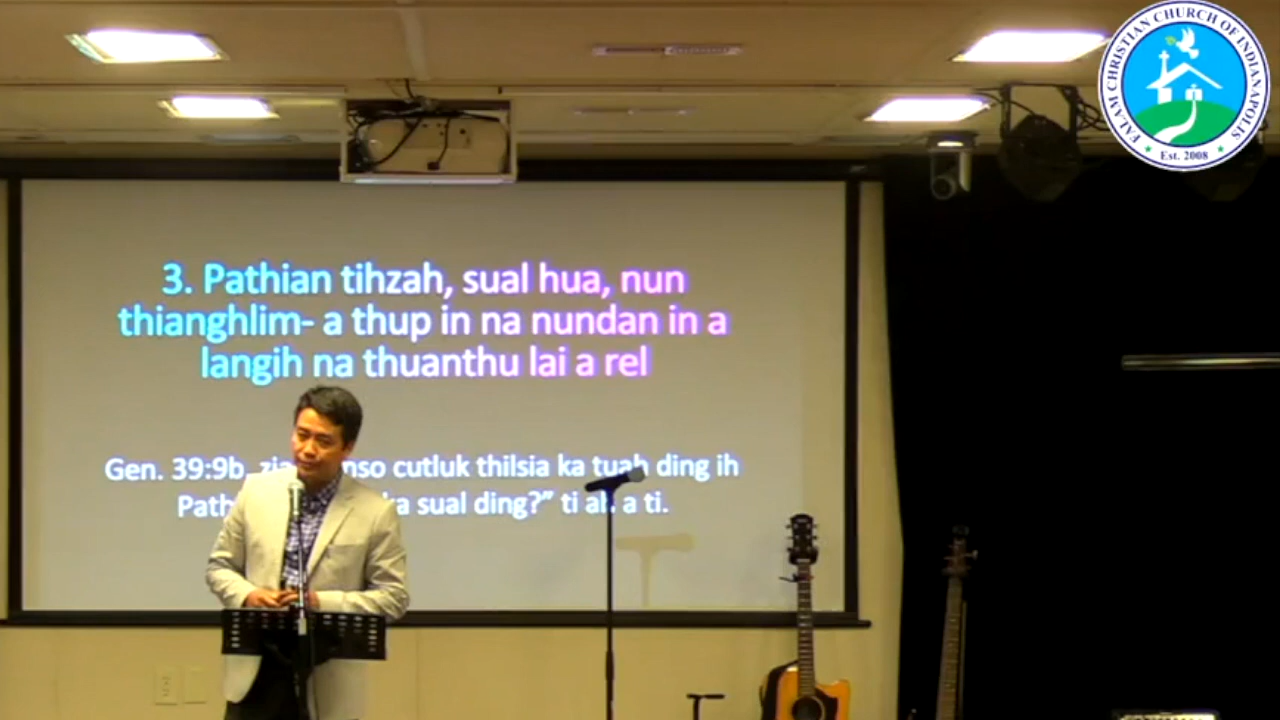 FALAM CHRISTIAN CHURCH OF INDIANAPOLIS
Est. 2008
3. Pathian tihzah, sual hua, nun
thianghlim- a thup in na nundan in a
langih na thuanthu lai a rel
Gen. 39:9b cutluk thilsia ka tuah ding ih
ka sual ding?” ti ah a ti.